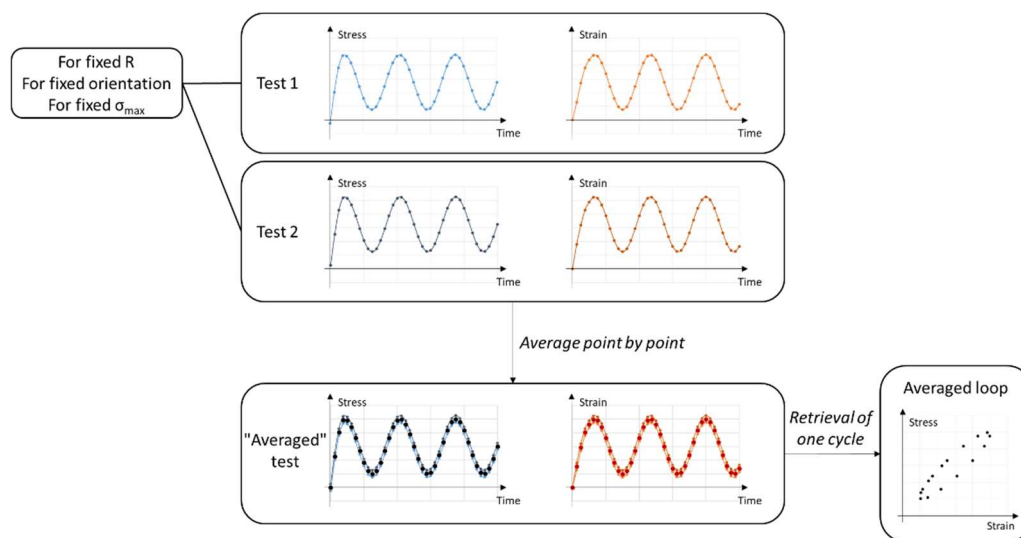 For fixed R
For fixed orientation
For fixed σmax
Test 1
Stress
Time
Strain
Time
Test 2
Stress
Time
Strain
Time
Average point by point
"Averaged"
test
Stress
Time
Strain
Time
Retrieval of
one cycle
Averaged loop
Stress
Strain